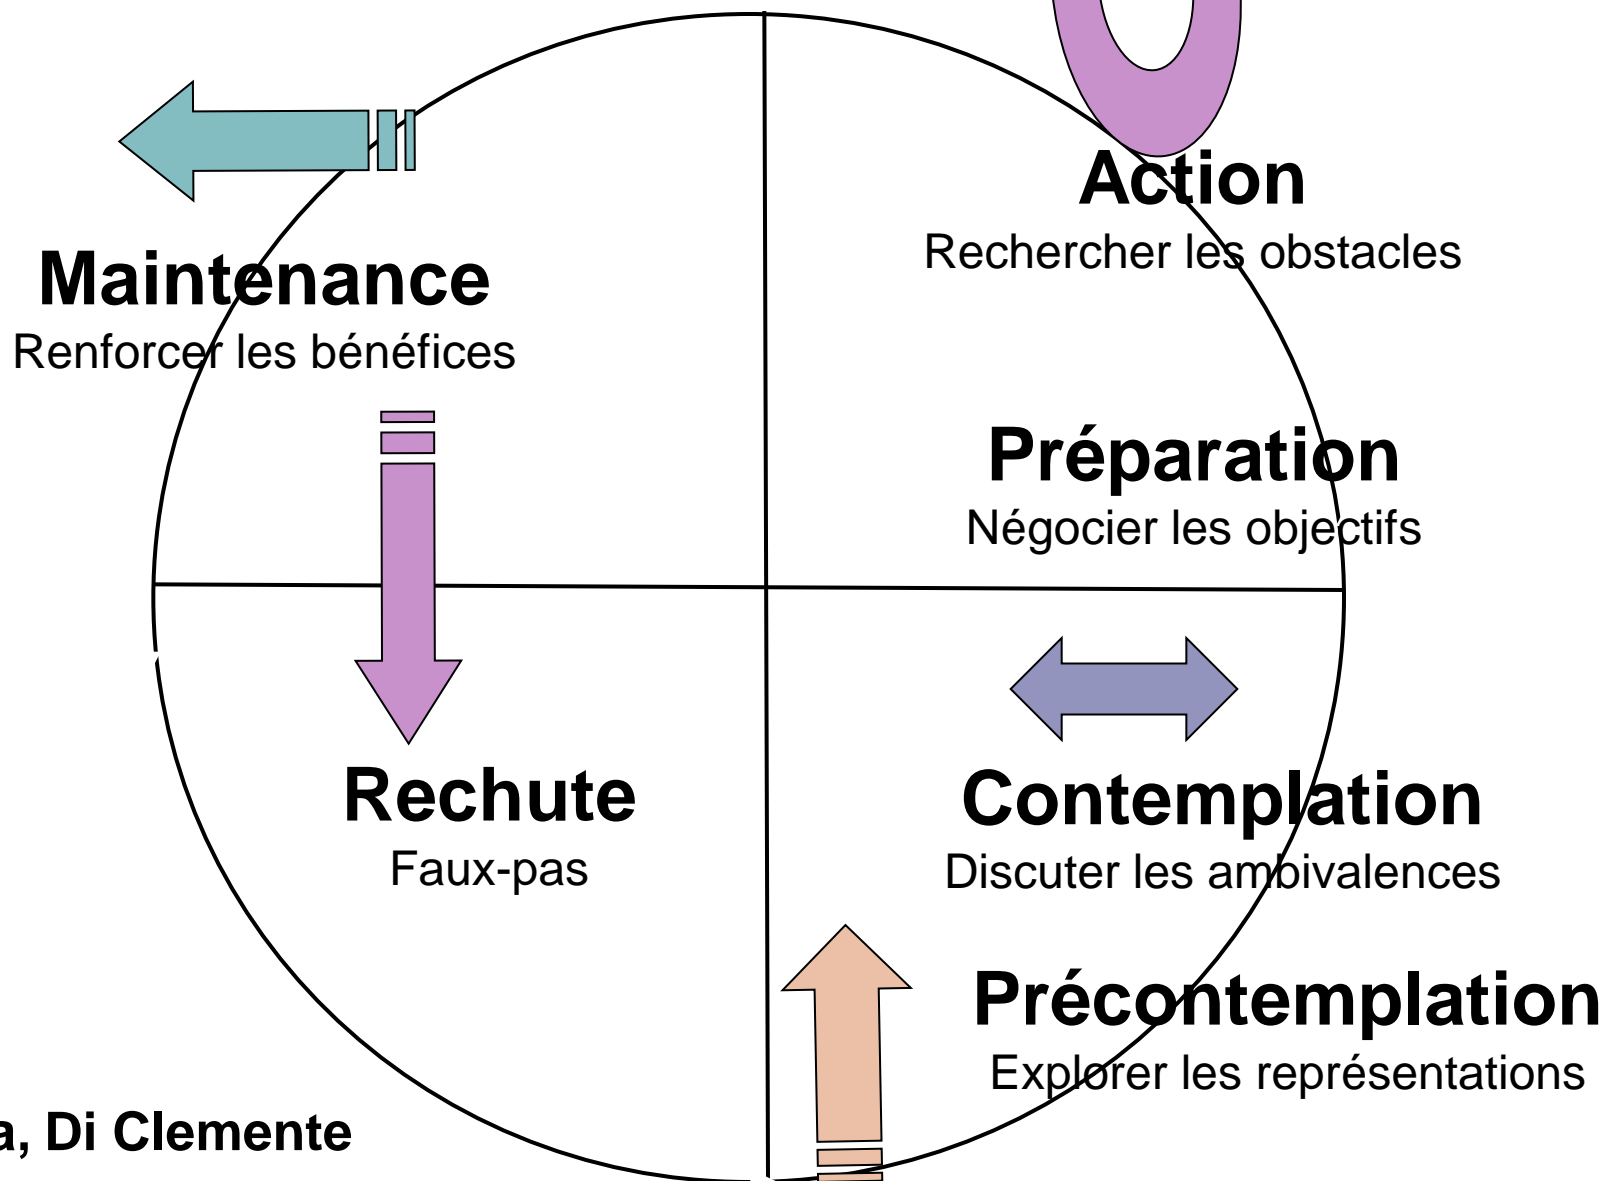 Action
Rechercher les obstacles
Maintenance
Renforcer les bénéfices
Préparation
Négocier les objectifs
Rechute
Faux-pas
Contemplation
Discuter les ambivalences
Précontemplation
Explorer les représentations
a, Di Clemente